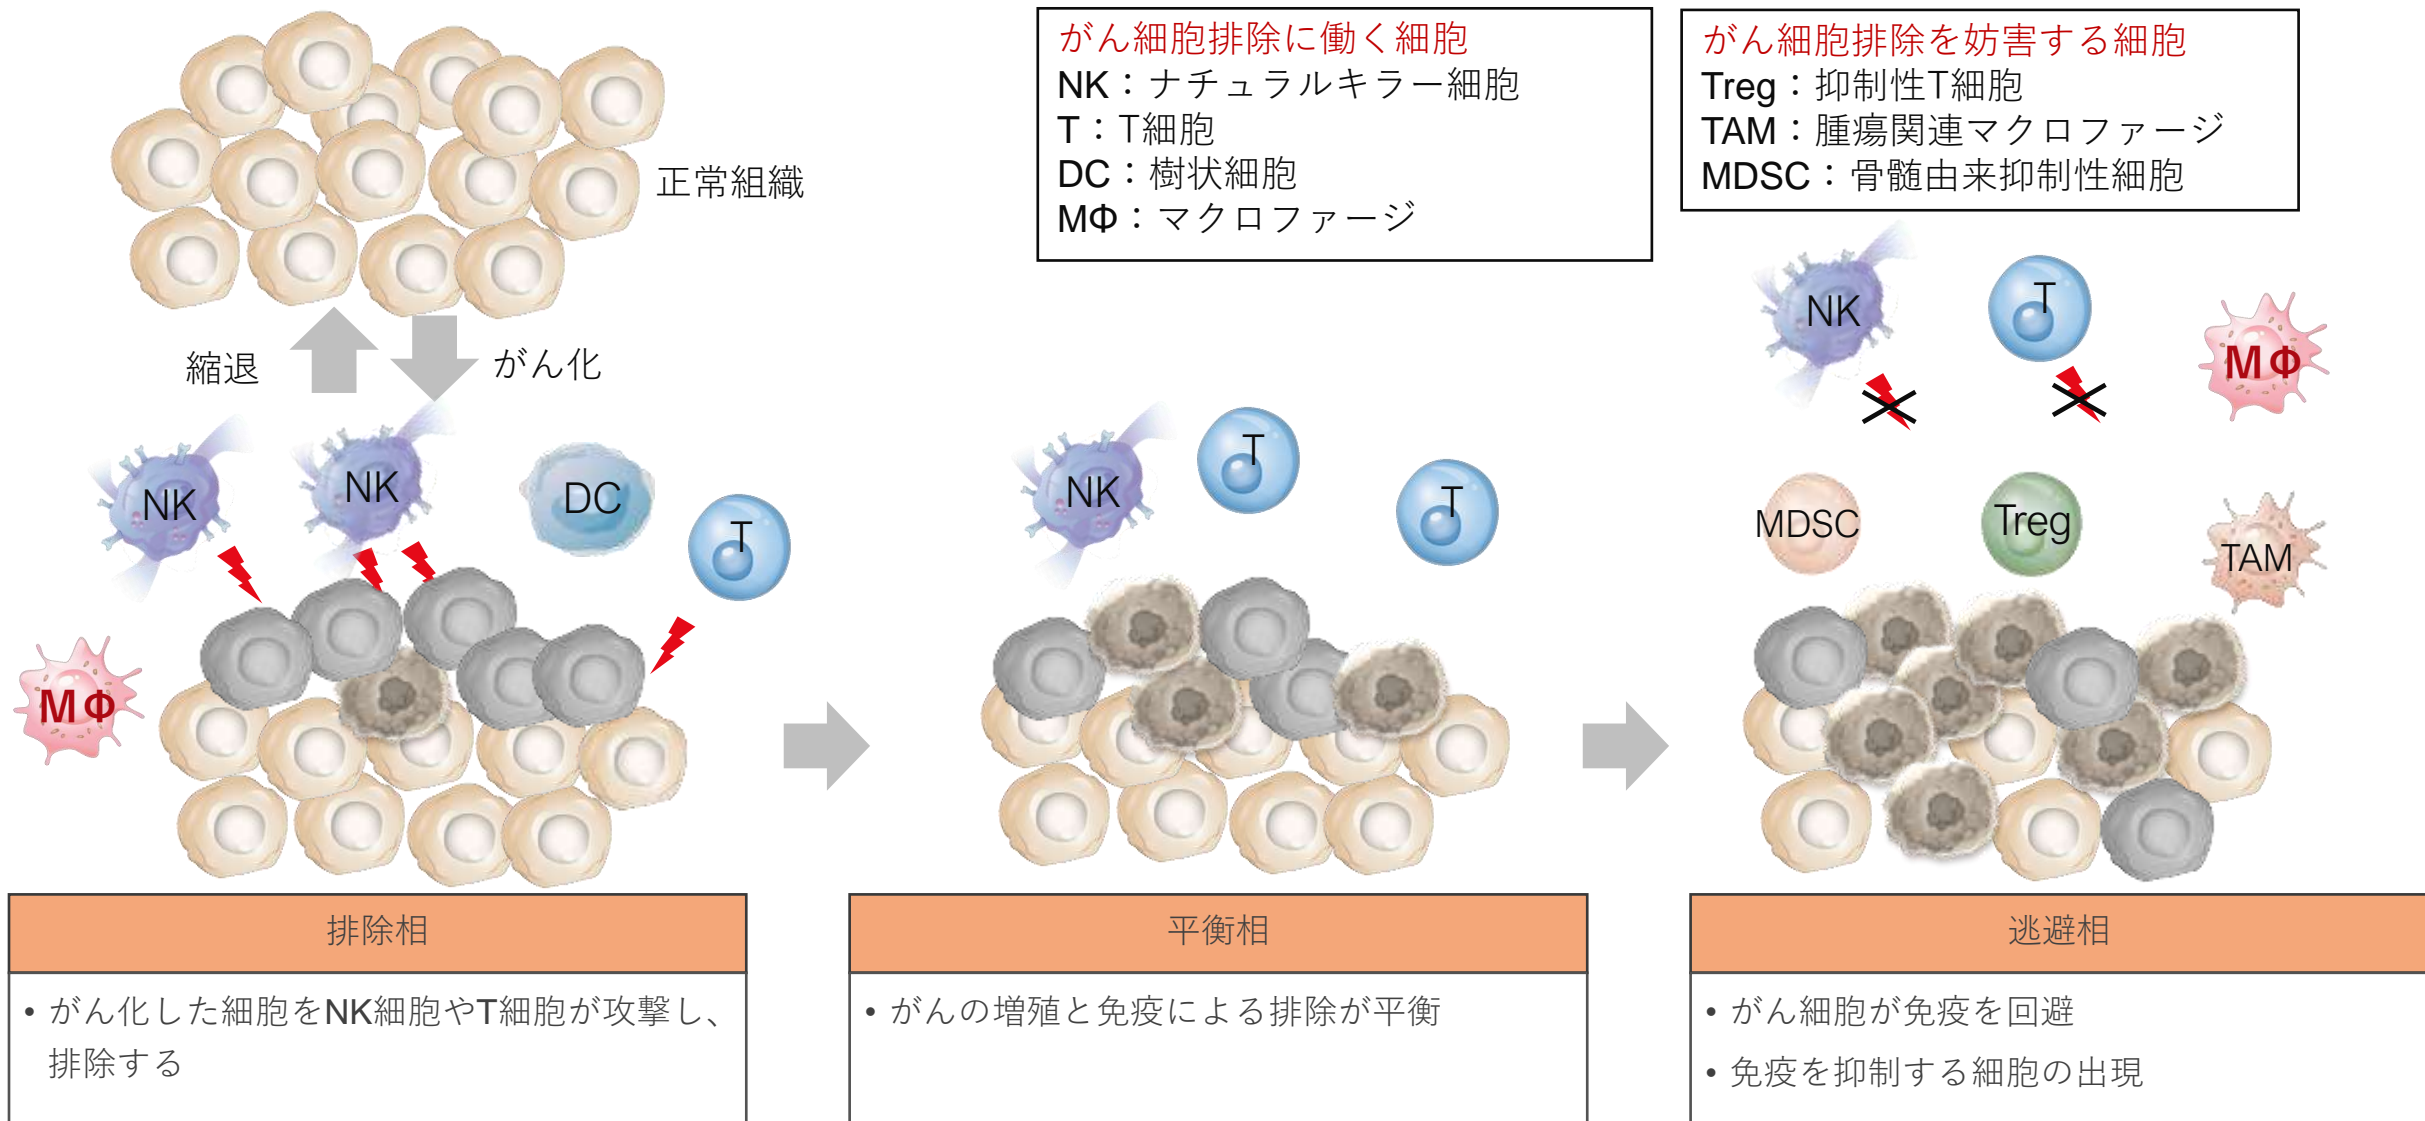 がん細胞排除に働く細胞
NK：ナチュラルキラー細胞
T：T細胞
DC：樹状細胞
MΦ：マクロファージ
がん細胞排除を妨害する細胞
Treg：抑制性T細胞
TAM：腫瘍関連マクロファージ
MDSC：骨髄由来抑制性細胞
正常組織
縮退
がん化
NK
NK
DC
T
MΦ
NK
T
T
NK
T
MΦ
MDSC
Treg
TAM
排除相
• がん化した細胞をNK細胞やT細胞が攻撃し、
排除する
平衡相
• がんの増殖と免疫による排除が平衡
逃避相
• がん細胞が免疫を回避
• 免疫を抑制する細胞の出現